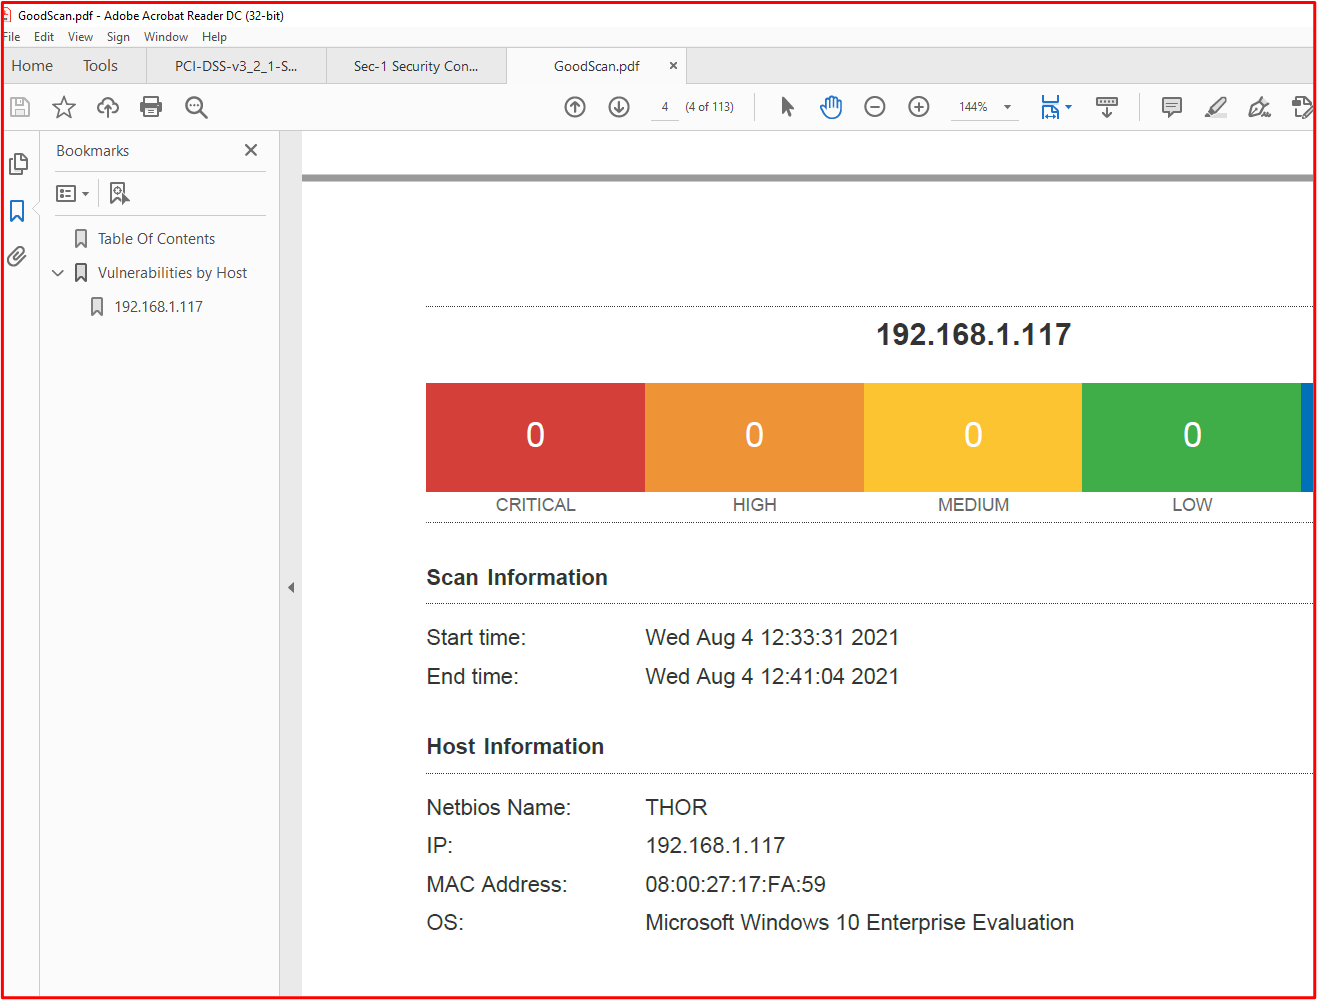 GoodScan.pdf - Adobe Acrobat Reader DC (32-bit)
File Edit View Sign Window Help
Home Tools PCI-DSS-v3_2_1-S... Sec-1 Security Con... GoodScan.pdf ×
4 (4 of 113) 144%
Bookmarks
Table Of Contents
Vulnerabilities by Host
192.168.1.117
192.168.1.117
0 0 0 0
CRITICAL HIGH MEDIUM LOW
Scan Information
Start time: Wed Aug 4 12:33:31 2021
End time: Wed Aug 4 12:41:04 2021
Host Information
Netbios Name: THOR
IP: 192.168.1.117
MAC Address: 08:00:27:17:FA:59
OS: Microsoft Windows 10 Enterprise Evaluation